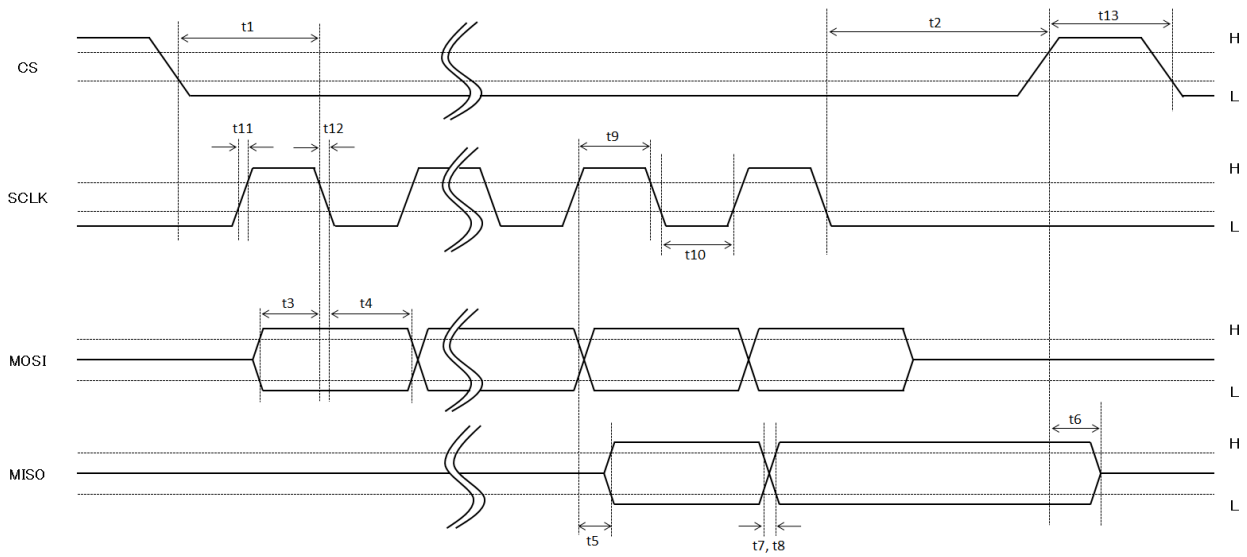 t1
t2
t13
H
CS
L
t11
t12
t9
H
SCLK
L
t10
t3
t4
H
MOSI
L
t6
H
MISO
L
t5
t7, t8